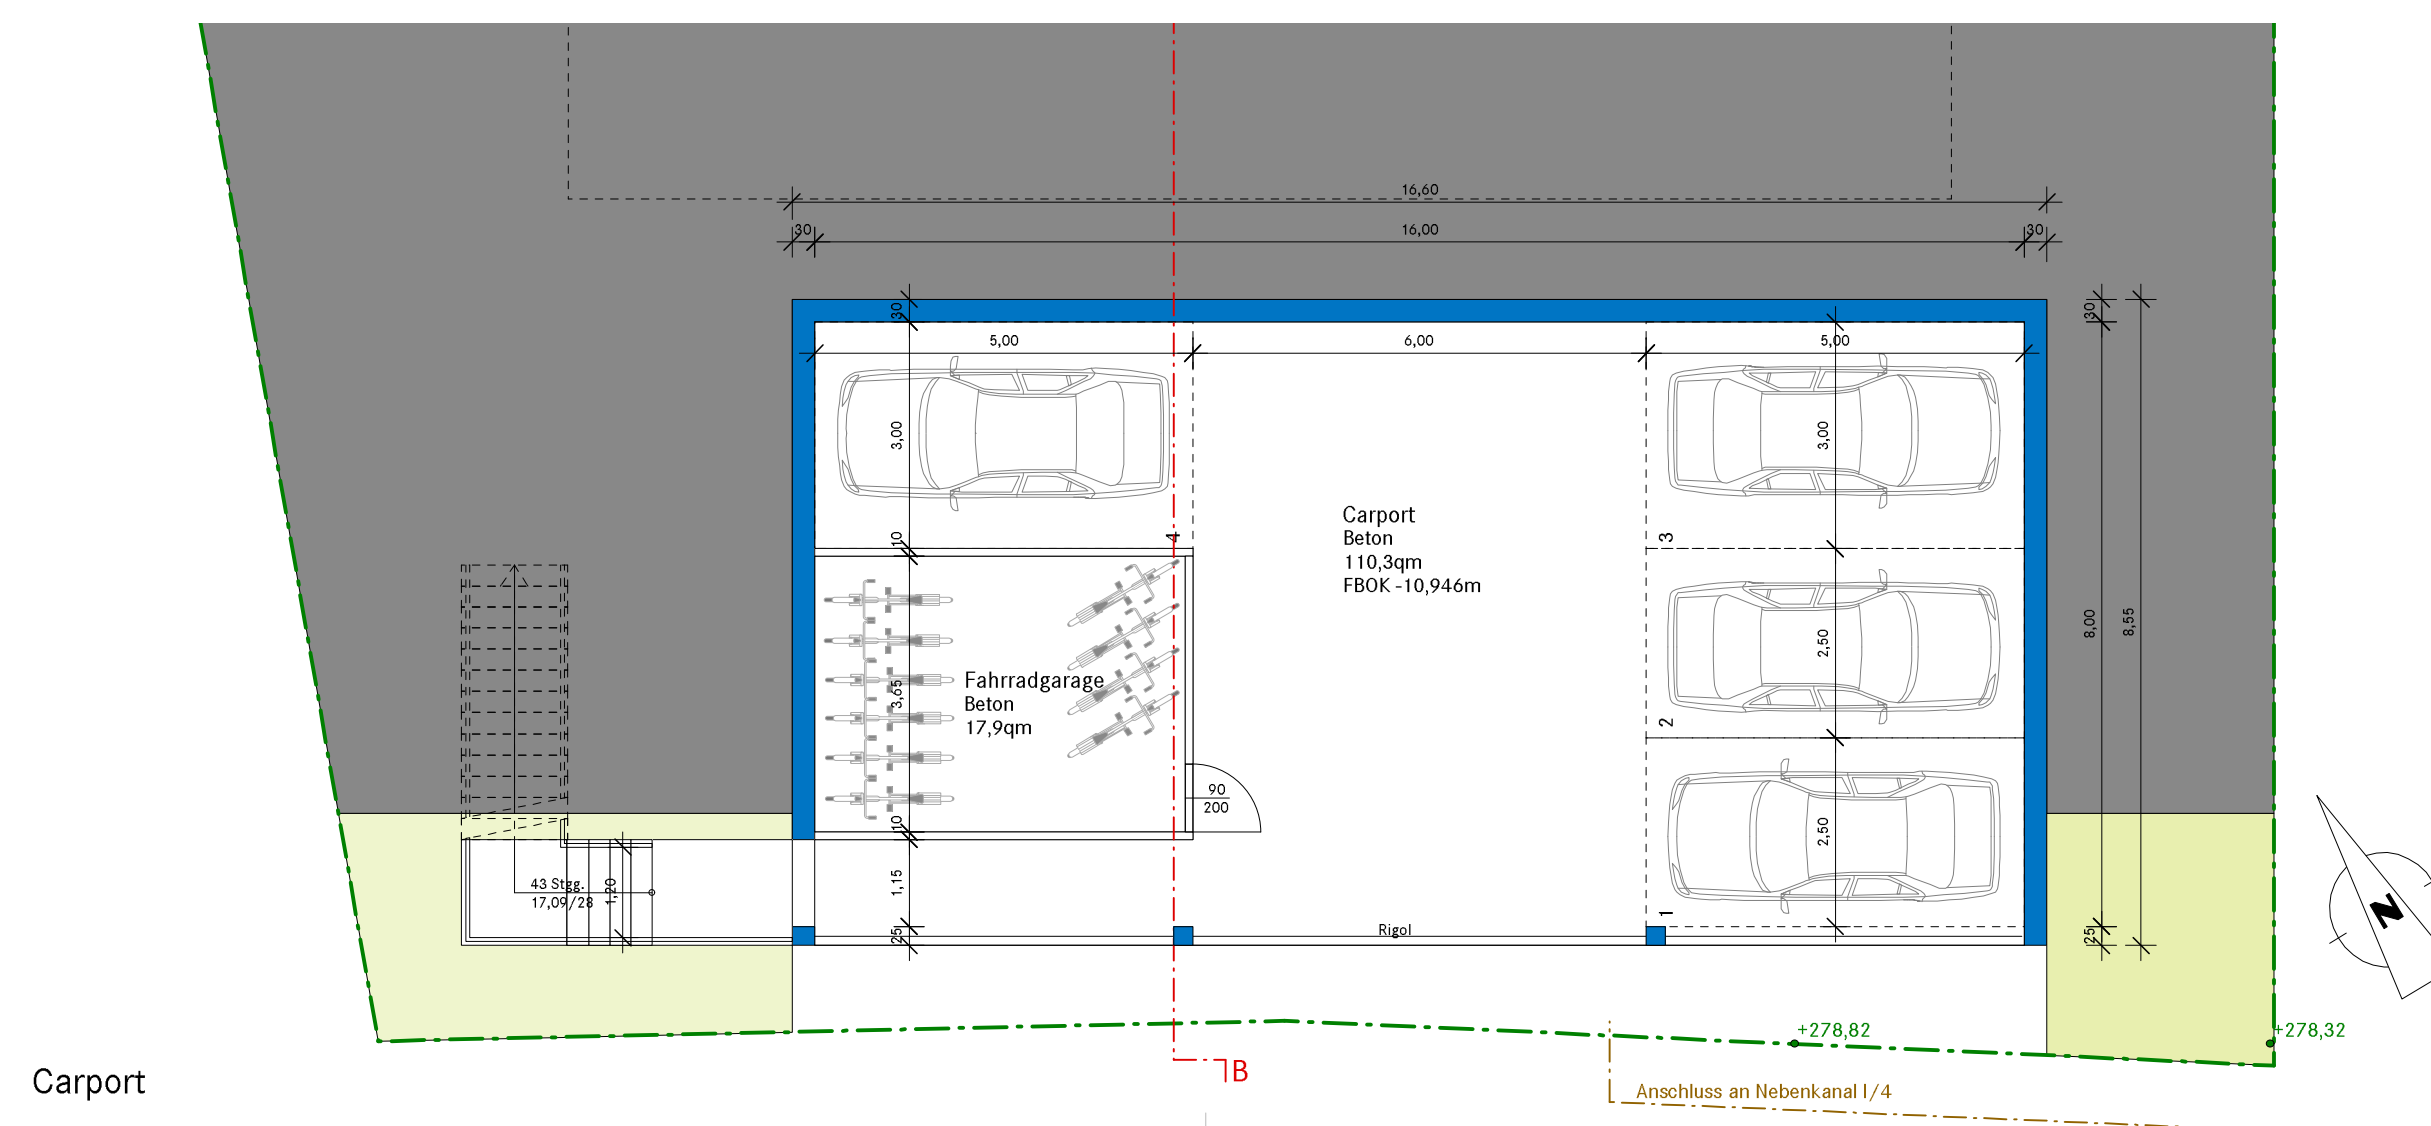 16,60
30
16,00
30
30
30
5,00
6,00
5,00
3,00
3,00
Carport
Beton
110,3qm
FBOK -10,946m
10
4
3
8,00
8,55
2,50
Fahrradgarage
Beton
17,9qm
3,65
2
90
200
10
2,50
43 Stgg.
17,09/28
1,20
1,15
1
Rigol
25
25
N
+278,82
+278,32
B
Carport
Anschluss an Nebenkanal I/4